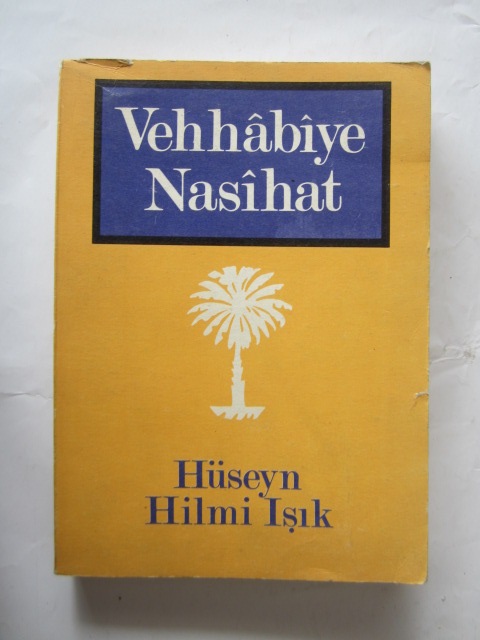 Vehhâbîye
Nasîhat
Hüseyn
Hilmi Işık